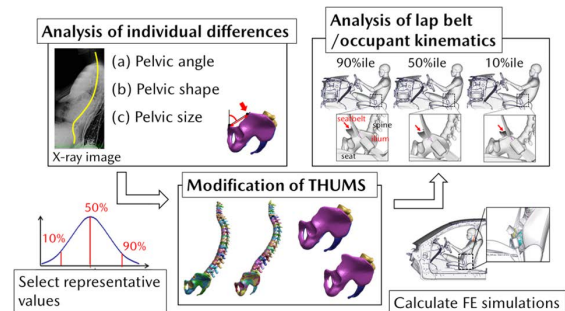 Analysis of individual differences
(a) Pelvic angle
(b) Pelvic shape
(c) Pelvic size
X-ray image
Analysis of lap belt
/occupant kinematics
90%ile 50%ile 10%ile
seatbelt
spine
ilium
seat
Modification of THUMS
50%
10%
90%
Select representative
values
Calculate FE simulations